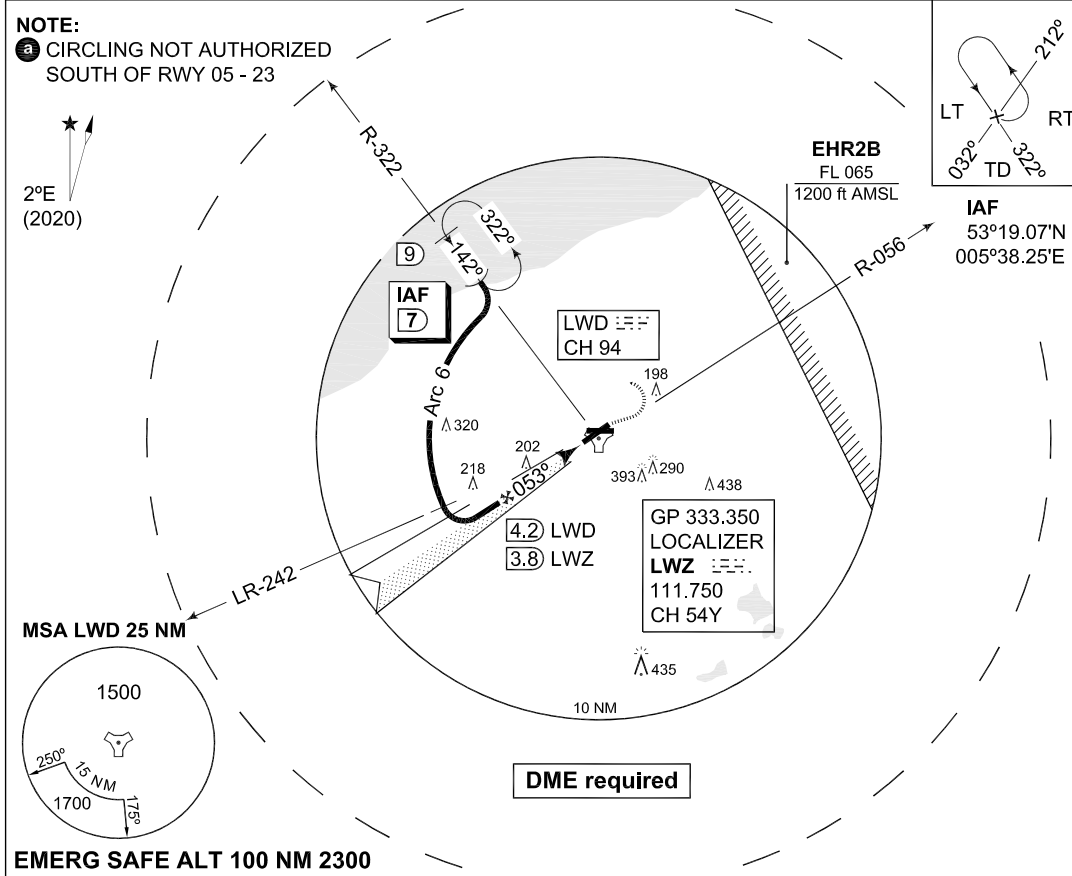 NOTE:
a CIRCLING NOT AUTHORIZED
SOUTH OF RWY 05 - 23
2ºE
(2020)
R-322
212º
LT
RT
032º
TD
322º
EHR2B
FL 065
1200 ft AMSL
IAF
53º19.07'N
005º38.25'E
R-056
322º
142º
9
IAF
7
LWD
CH 94
198
Arc 6
320
202
218
053º
393
290
438
4.2 LWD
3.8 LWZ
GP 333.350
LOCALIZER
LWZ
111.750
CH 54Y
LR-242
435
10 NM
MSA LWD 25 NM
1500
250º
15 NM
1700
175º
DME required
EMERG SAFE ALT 100 NM 2300